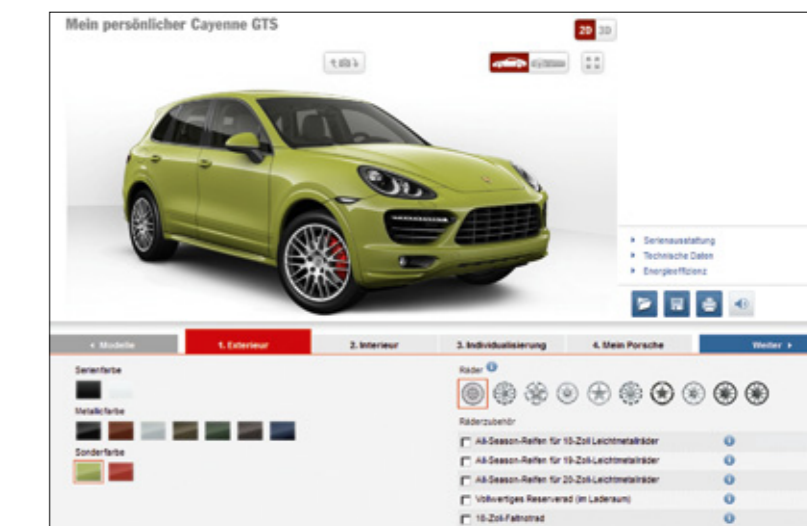 Mein persönlicher Cayenne GTS
2D 3D
Serienausstattung
Technische Daten
Energieeffizienz
Modelle
1. Exterieur
2. Interieur
3. Individualisierung
4. Mein Porsche
Weiter
Serienfarbe
Metallicfarbe
Sonderfarbe
Räder
Räderzubehör
All-Season-Reifen für 18-Zoll Leichtmetallräder
All-Season-Reifen für 19-Zoll Leichtmetallräder
All-Season-Reifen für 20-Zoll Leichtmetallräder
Vollwertiges Reserverad (im Laderaum)
18-Zoll-Faltnotrad